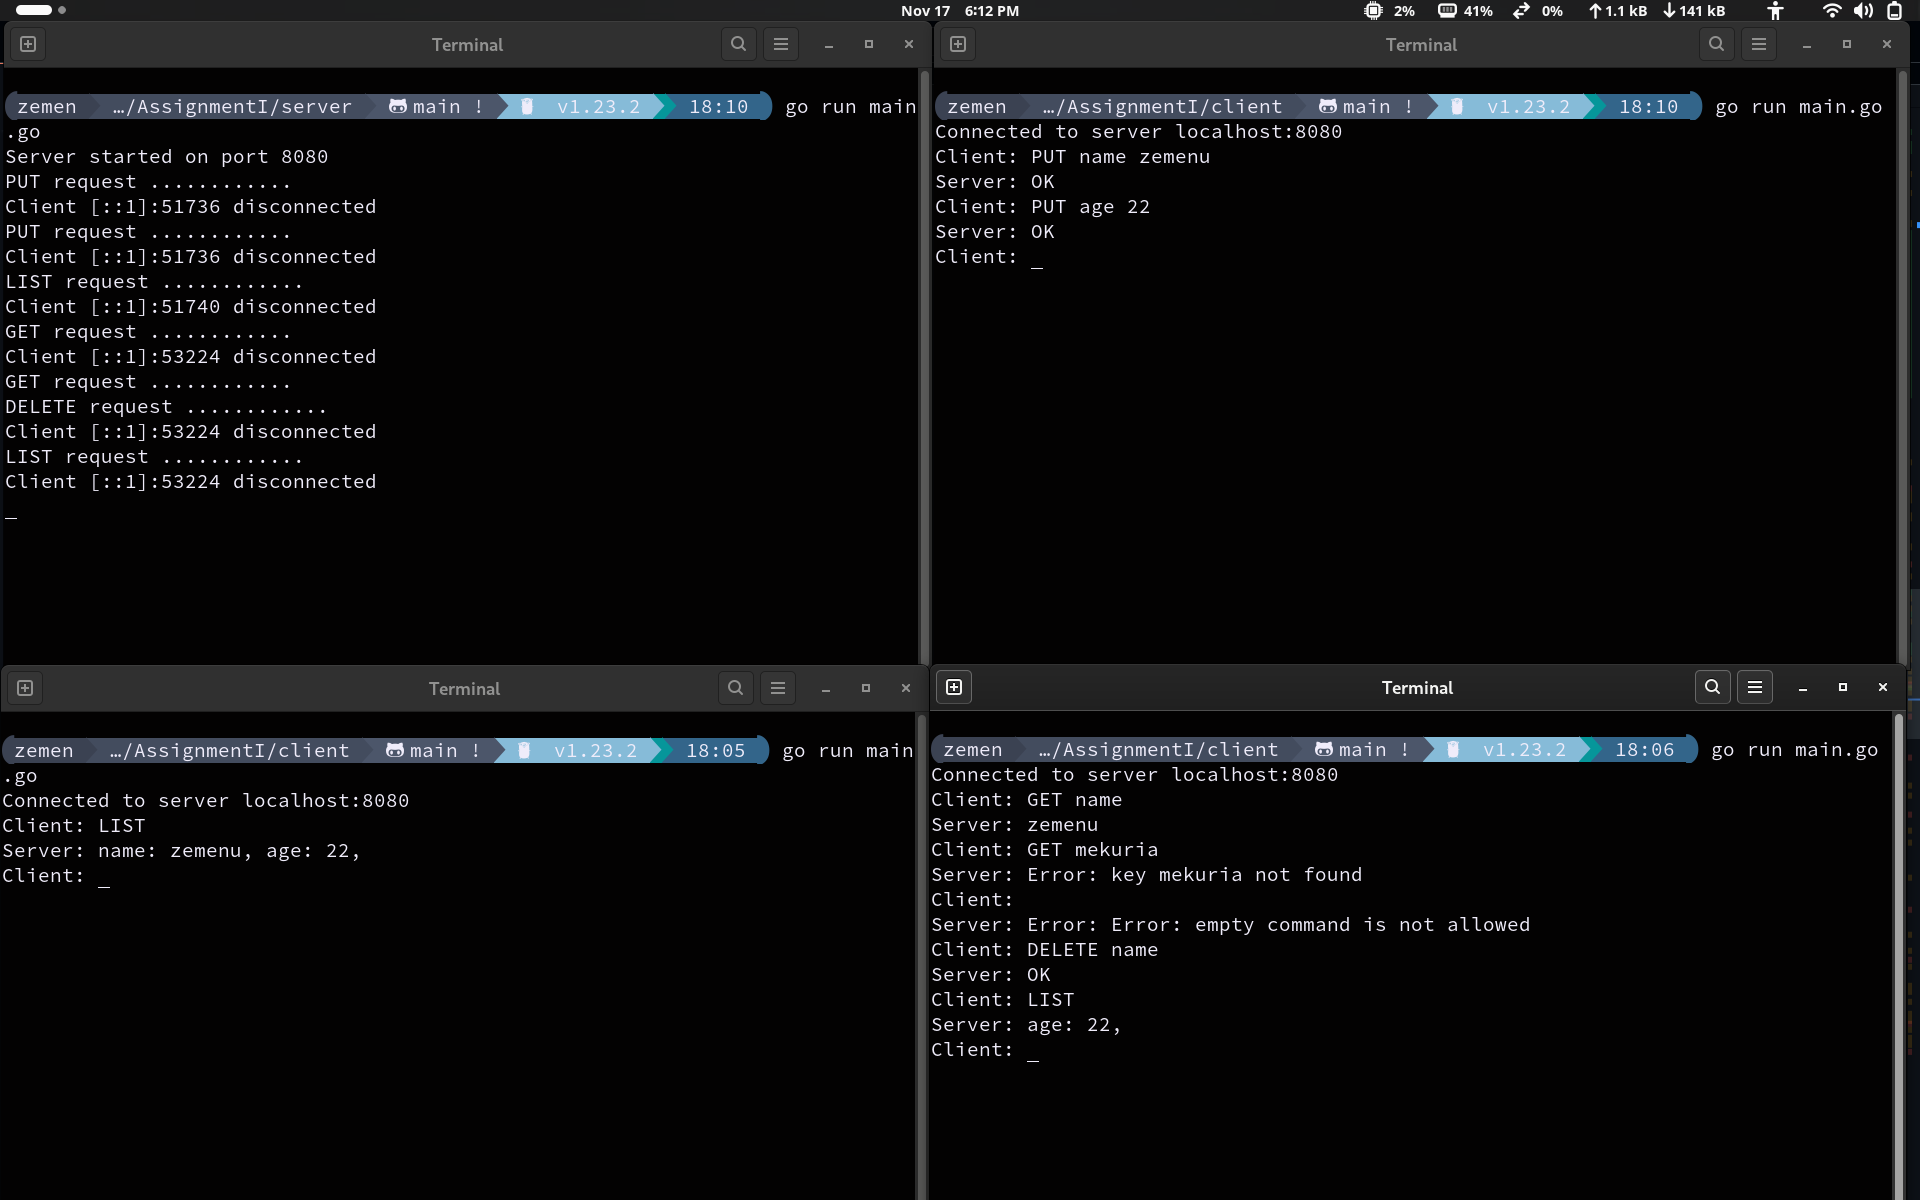 Nov 17 6:12 PM
2% 41% 0% 1.1 kB 141 kB
Terminal
zemen …/AssignmentI/server main ! v1.23.2 18:10 go run main
.go
Server started on port 8080
PUT request ............
Client [::1]:51736 disconnected
PUT request ............
Client [::1]:51736 disconnected
LIST request ............
Client [::1]:51740 disconnected
GET request ............
Client [::1]:53224 disconnected
GET request ............
DELETE request ............
Client [::1]:53224 disconnected
LIST request ............
Client [::1]:53224 disconnected
_
Terminal
zemen …/AssignmentI/client main ! v1.23.2 18:10 go run main.go
Connected to server localhost:8080
Client: PUT name zemenu
Server: OK
Client: PUT age 22
Server: OK
Client: _
Terminal
zemen …/AssignmentI/client main ! v1.23.2 18:05 go run main
.go
Connected to server localhost:8080
Client: LIST
Server: name: zemenu, age: 22,
Client: _
Terminal
zemen …/AssignmentI/client main ! v1.23.2 18:06 go run main.go
Connected to server localhost:8080
Client: GET name
Server: zemenu
Client: GET mekuria
Server: Error: key mekuria not found
Client:
Server: Error: Error: empty command is not allowed
Client: DELETE name
Server: OK
Client: LIST
Server: age: 22,
Client: _